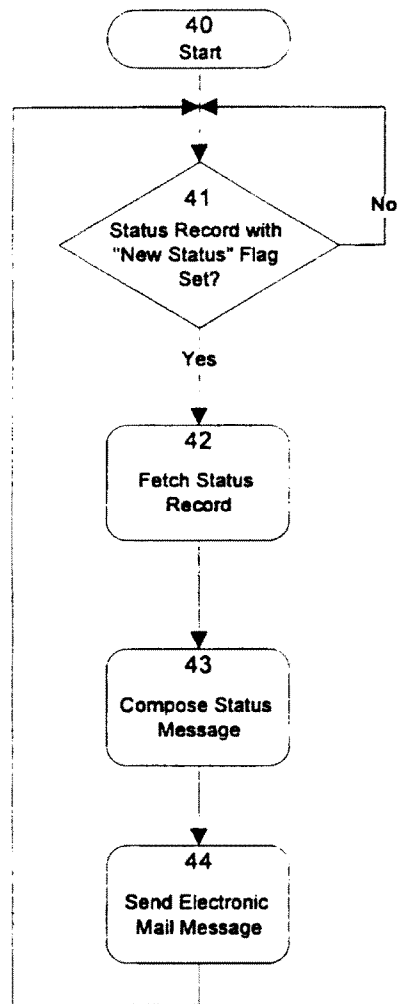 40
Start
41
Status Record with
"New Status" Flag
Set?
No
Yes
42
Fetch Status
Record
43
Compose Status
Message
44
Send Electronic
Mail Message